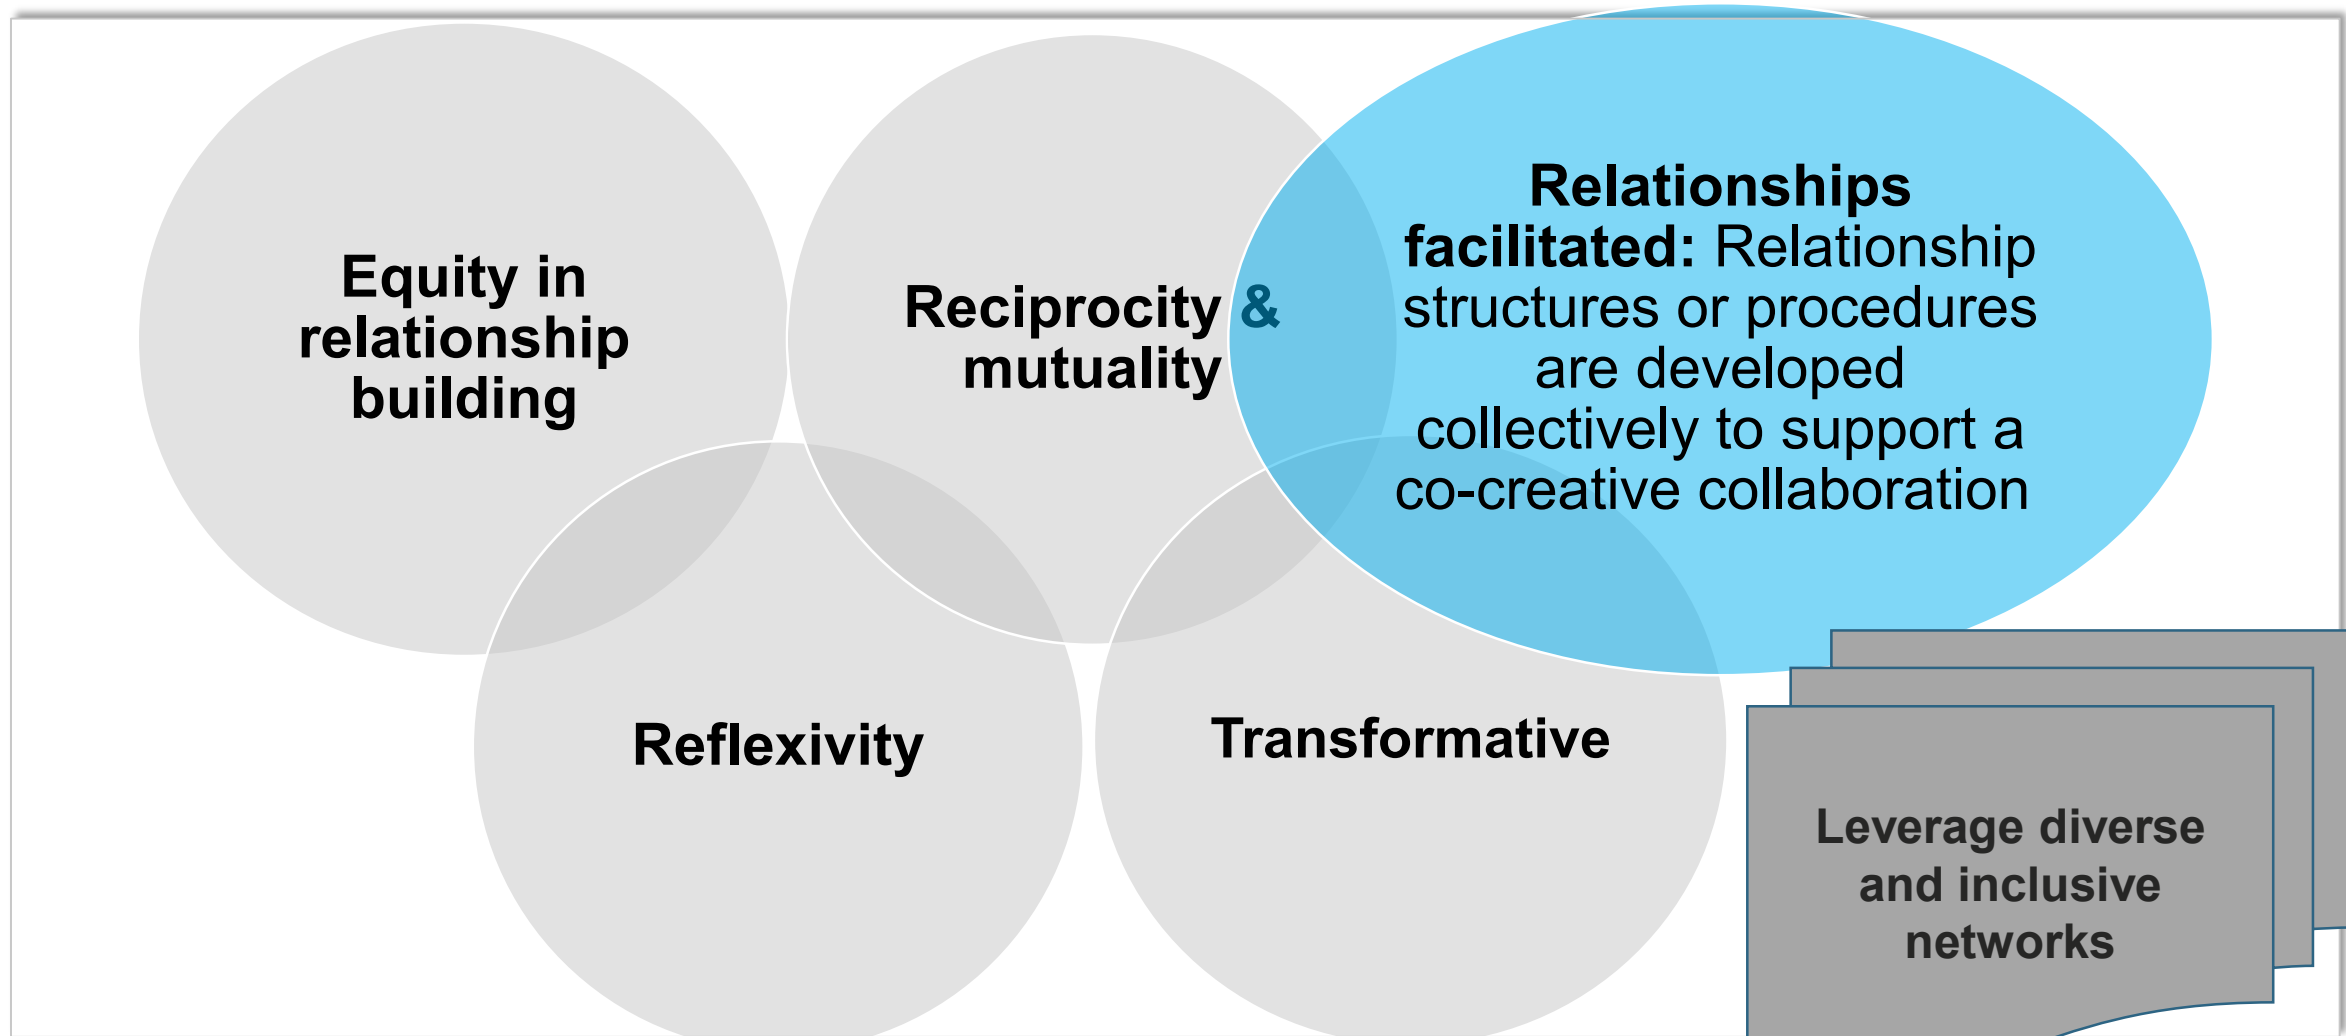 Equity in
relationship
building
Reciprocity &
mutuality
Relationships
facilitated: Relationship
structures or procedures
are developed
collectively to support a
co-creative collaboration
Reflexivity
Transformative
Leverage diverse
and inclusive
networks